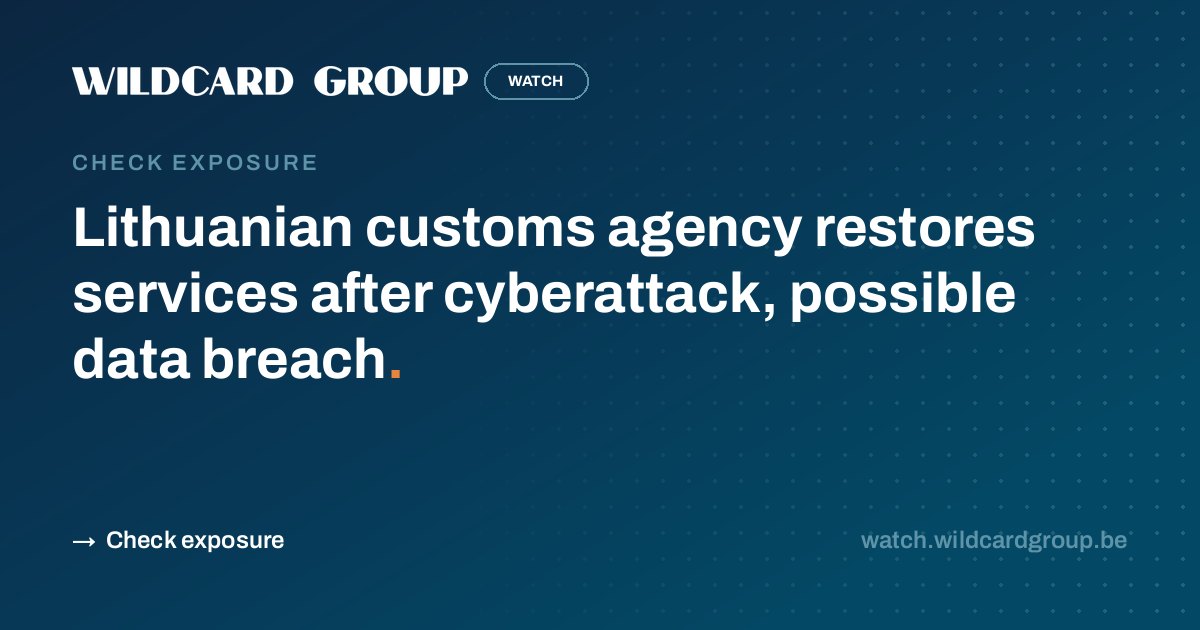 WILDCARD GROUP WATCH
CHECK EXPOSURE
Lithuanian customs agency restores
services after cyberattack, possible
data breach.
→ Check exposure
watch.wildcardgroup.be